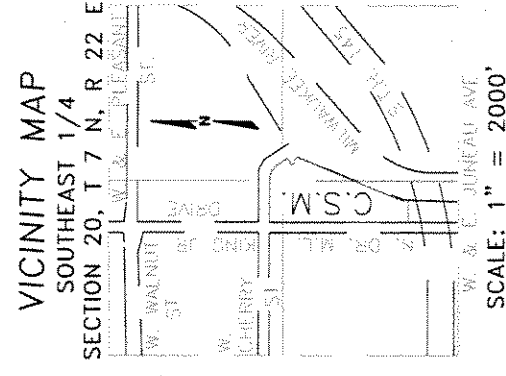 VICINITY MAP
SOUTHEAST 1/4
SECTION 20, T 7 N, R 22 E
W. & E. PLEASANT
ST.
W. WALNUT
ST
N. DR. M.L. KING JR
DRIVE
N
MILWAUKEE RIVER
S T H 145
W.
CHERRY
ST.
C.S.M.
W. & E. JUNEAU AVE.
SCALE: 1" = 2000'